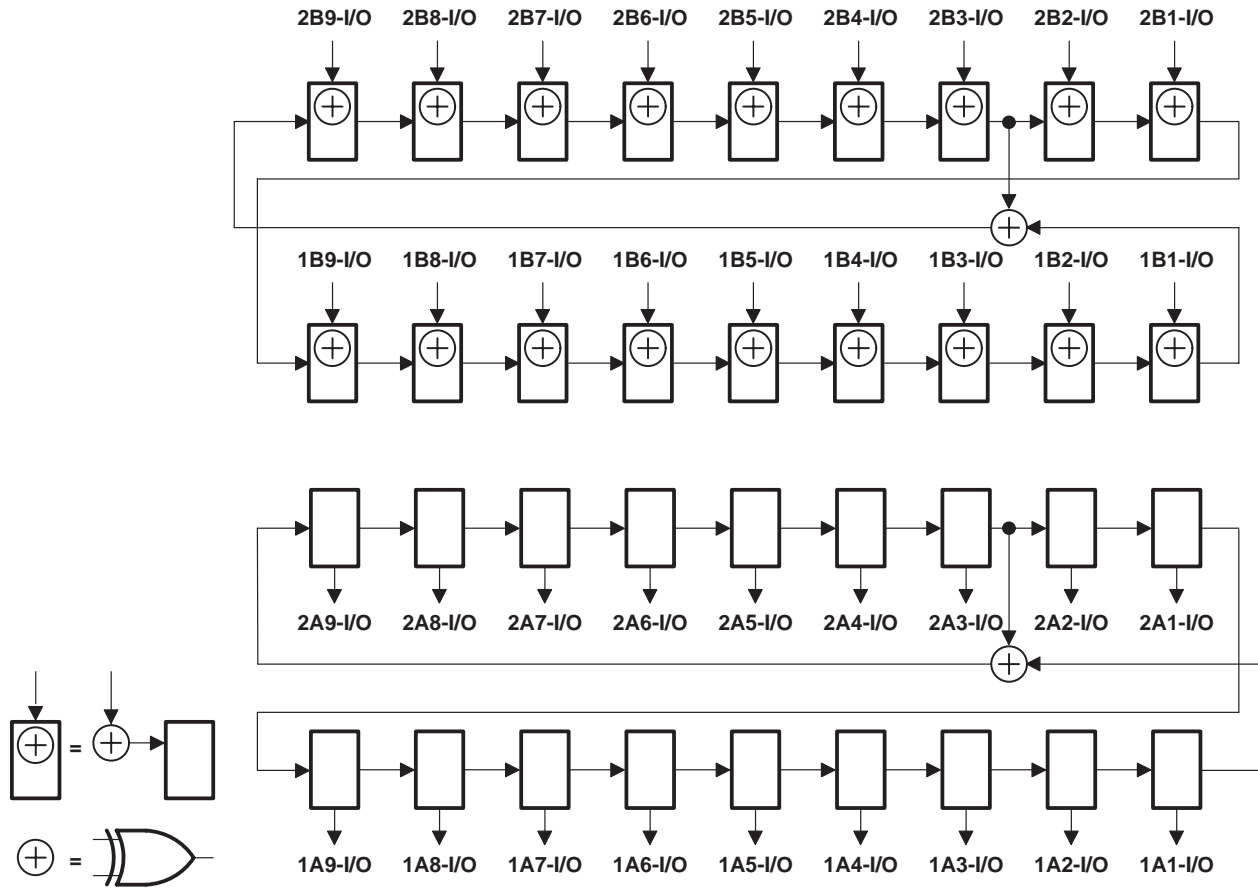 2B9-I/O 2B8-I/O 2B7-I/O 2B6-I/O 2B5-I/O 2B4-I/O 2B3-I/O 2B2-I/O 2B1-I/O
1B9-I/O 1B8-I/O 1B7-I/O 1B6-I/O 1B5-I/O 1B4-I/O 1B3-I/O 1B2-I/O 1B1-I/O
2A9-I/O 2A8-I/O 2A7-I/O 2A6-I/O 2A5-I/O 2A4-I/O 2A3-I/O 2A2-I/O 2A1-I/O
=
=
1A9-I/O 1A8-I/O 1A7-I/O 1A6-I/O 1A5-I/O 1A4-I/O 1A3-I/O 1A2-I/O 1A1-I/O